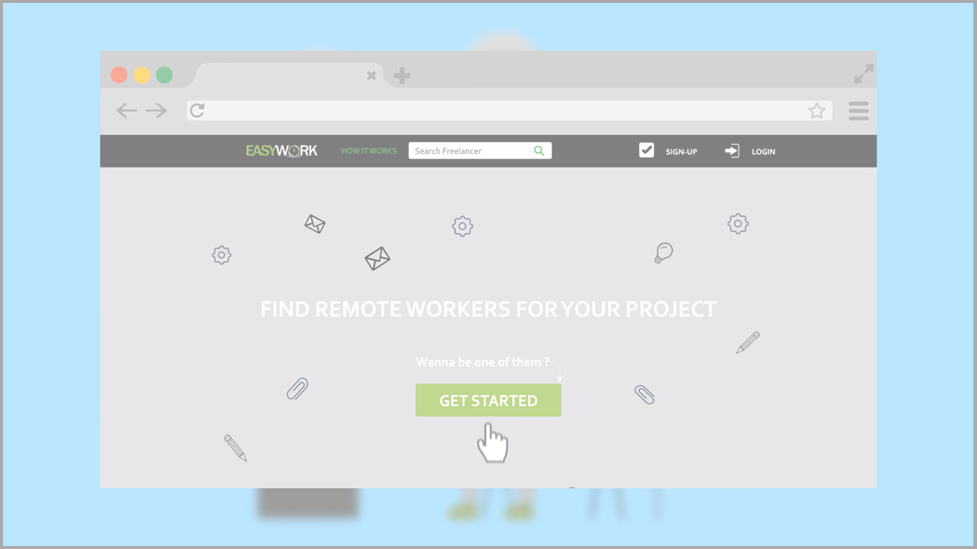 EASYWORK
HOW IT WORKS
Search Freelancer
SIGN-UP
LOGIN
FIND REMOTE WORKERS FOR YOUR PROJECT
Wanna be one of them ?
GET STARTED